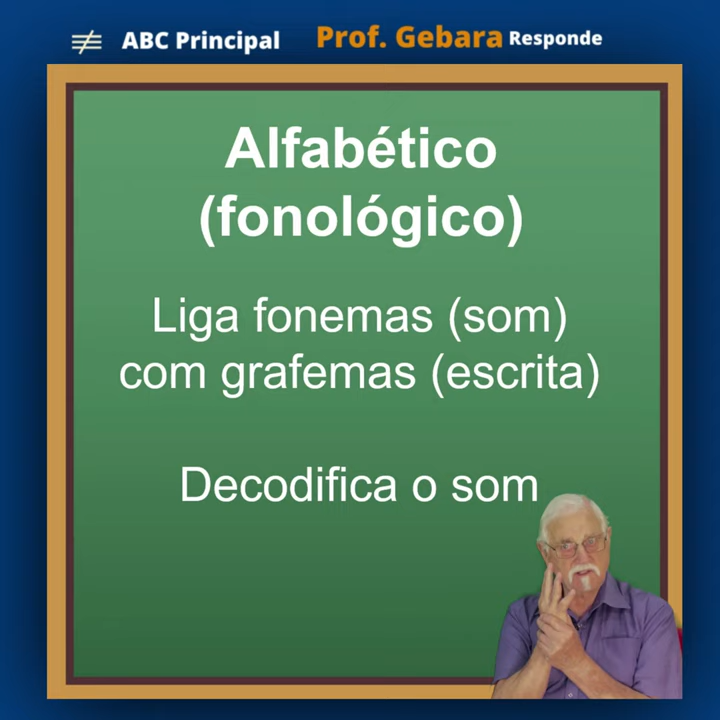 ABC Principal Prof. Gebara Responde
Alfabético
(fonológico)
Liga fonemas (som)
com grafemas (escrita)
Decodifica o som